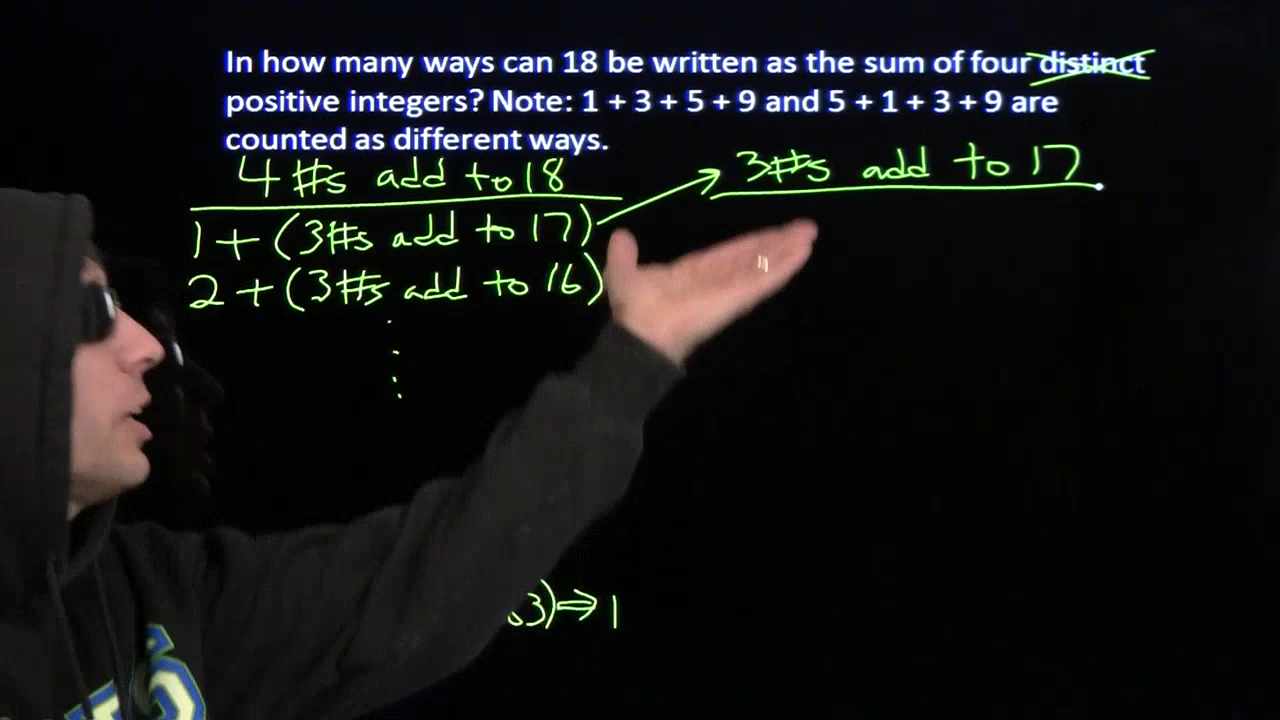 In how many ways can 18 be written as the sum of four distinct
positive integers? Note: 1 + 3 + 5 + 9 and 5 + 1 + 3 + 9 are
counted as different ways.
4 #s add to 18
3 #s add to 17
1 + (3 #s add to 17)
2 + (3 #s add to 16)
3) ⇒ 1